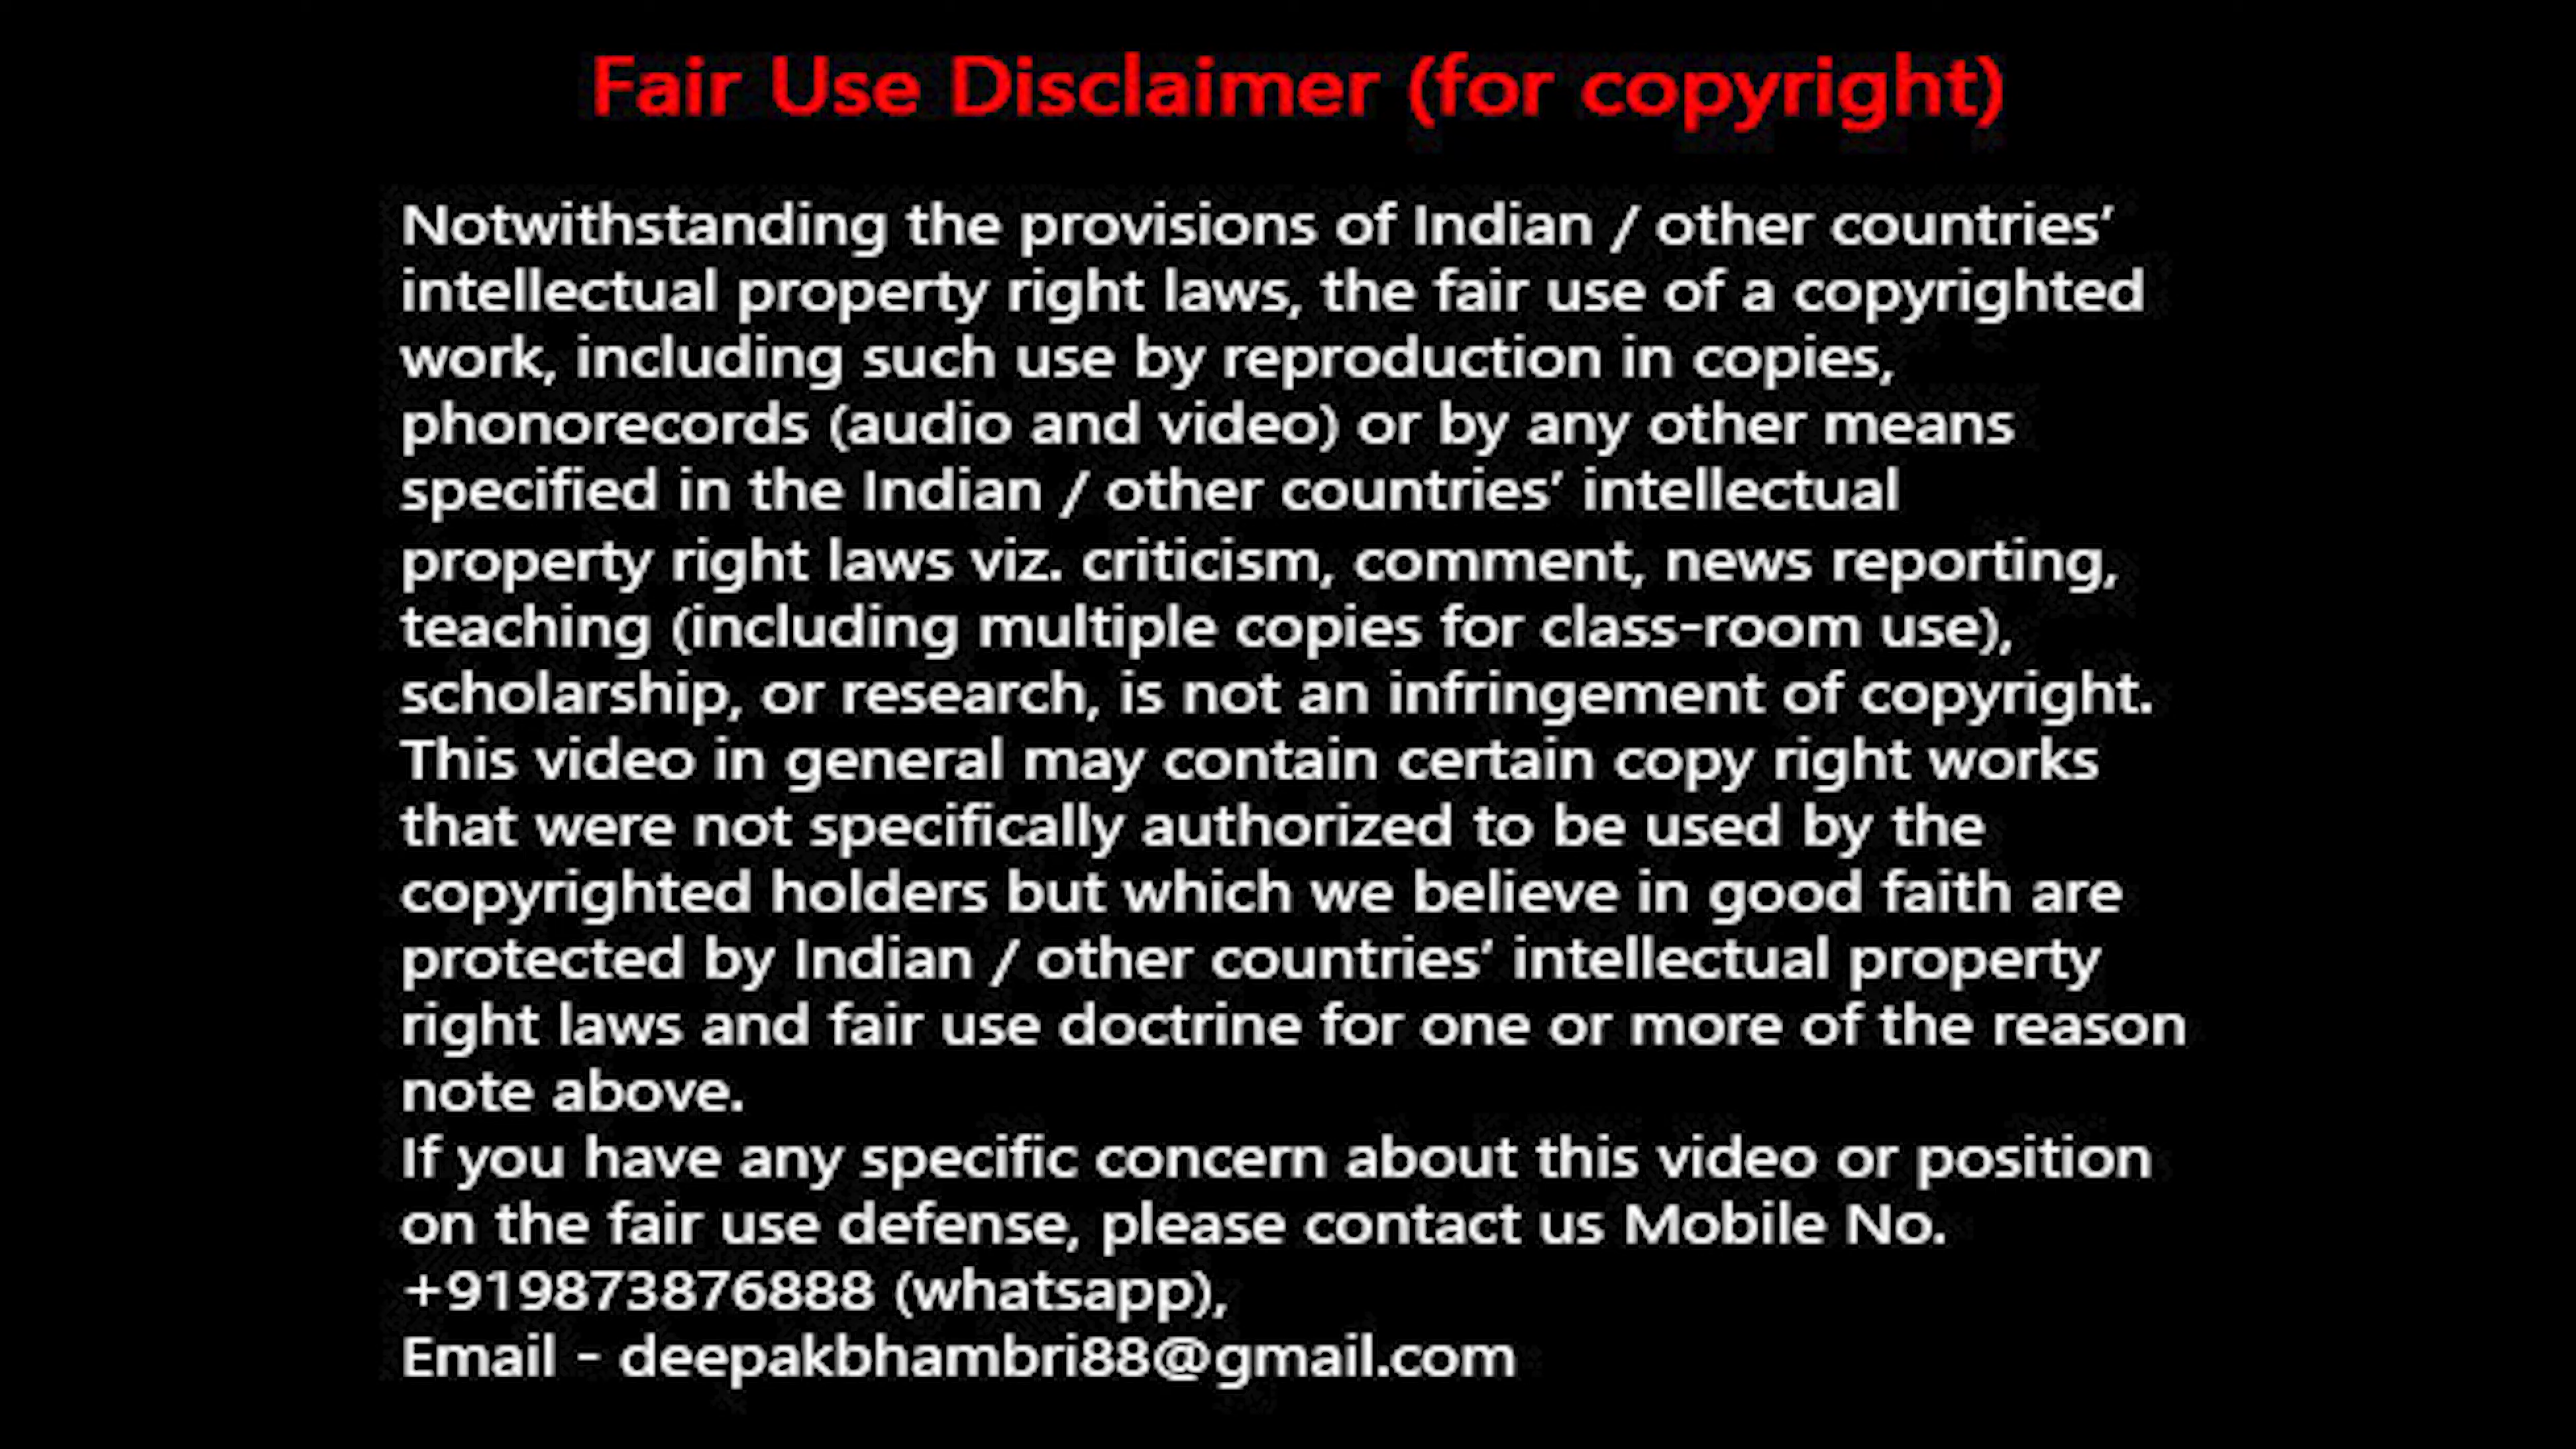 Fair Use Disclaimer (for copyright)
Notwithstanding the provisions of Indian / other countries’
intellectual property right laws, the fair use of a copyrighted
work, including such use by reproduction in copies,
phonorecords (audio and video) or by any other means
specified in the Indian / other countries’ intellectual
property right laws viz. criticism, comment, news reporting,
teaching (including multiple copies for class-room use),
scholarship, or research, is not an infringement of copyright.
This video in general may contain certain copy right works
that were not specifically authorized to be used by the
copyrighted holders but which we believe in good faith are
protected by Indian / other countries’ intellectual property
right laws and fair use doctrine for one or more of the reason
note above.
If you have any specific concern about this video or position
on the fair use defense, please contact us Mobile No.
+919873876888 (whatsapp),
Email - deepakbhambri88@gmail.com